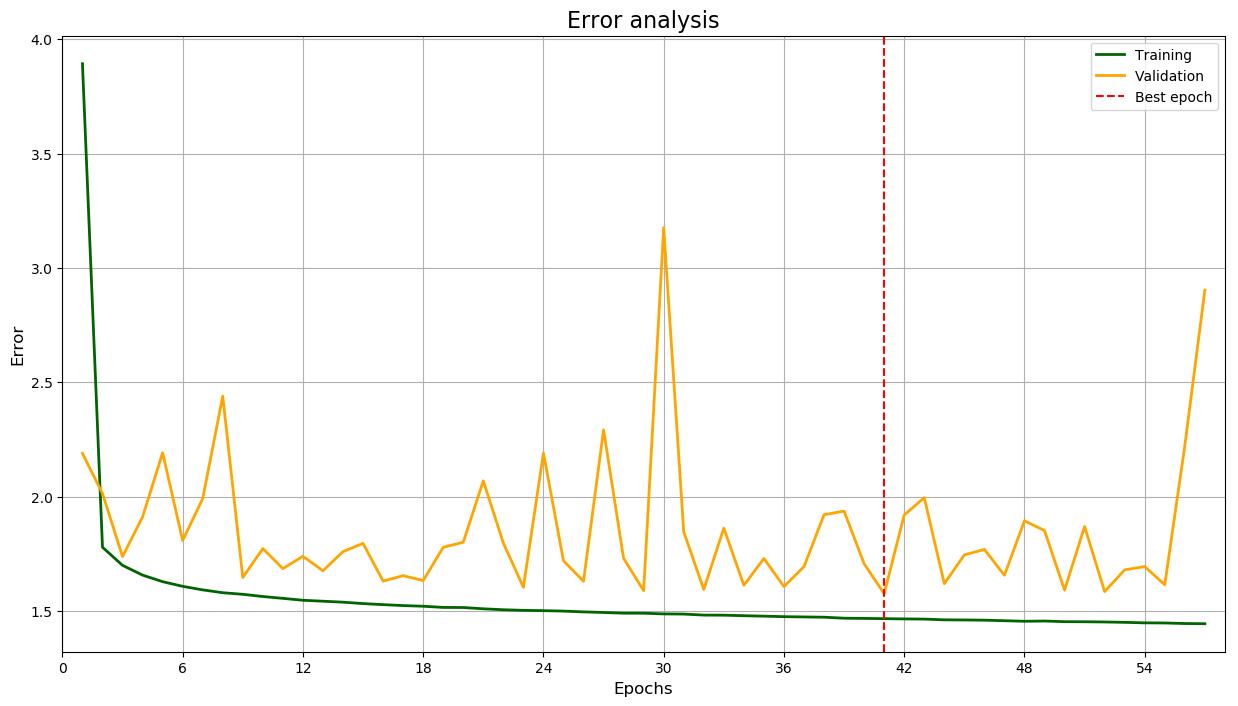 Error analysis
4.0
3.5
3.0
2.5
2.0
1.5
Error
Training
Validation
Best epoch
0 6 12 18 24 30 36 42 48 54
Epochs